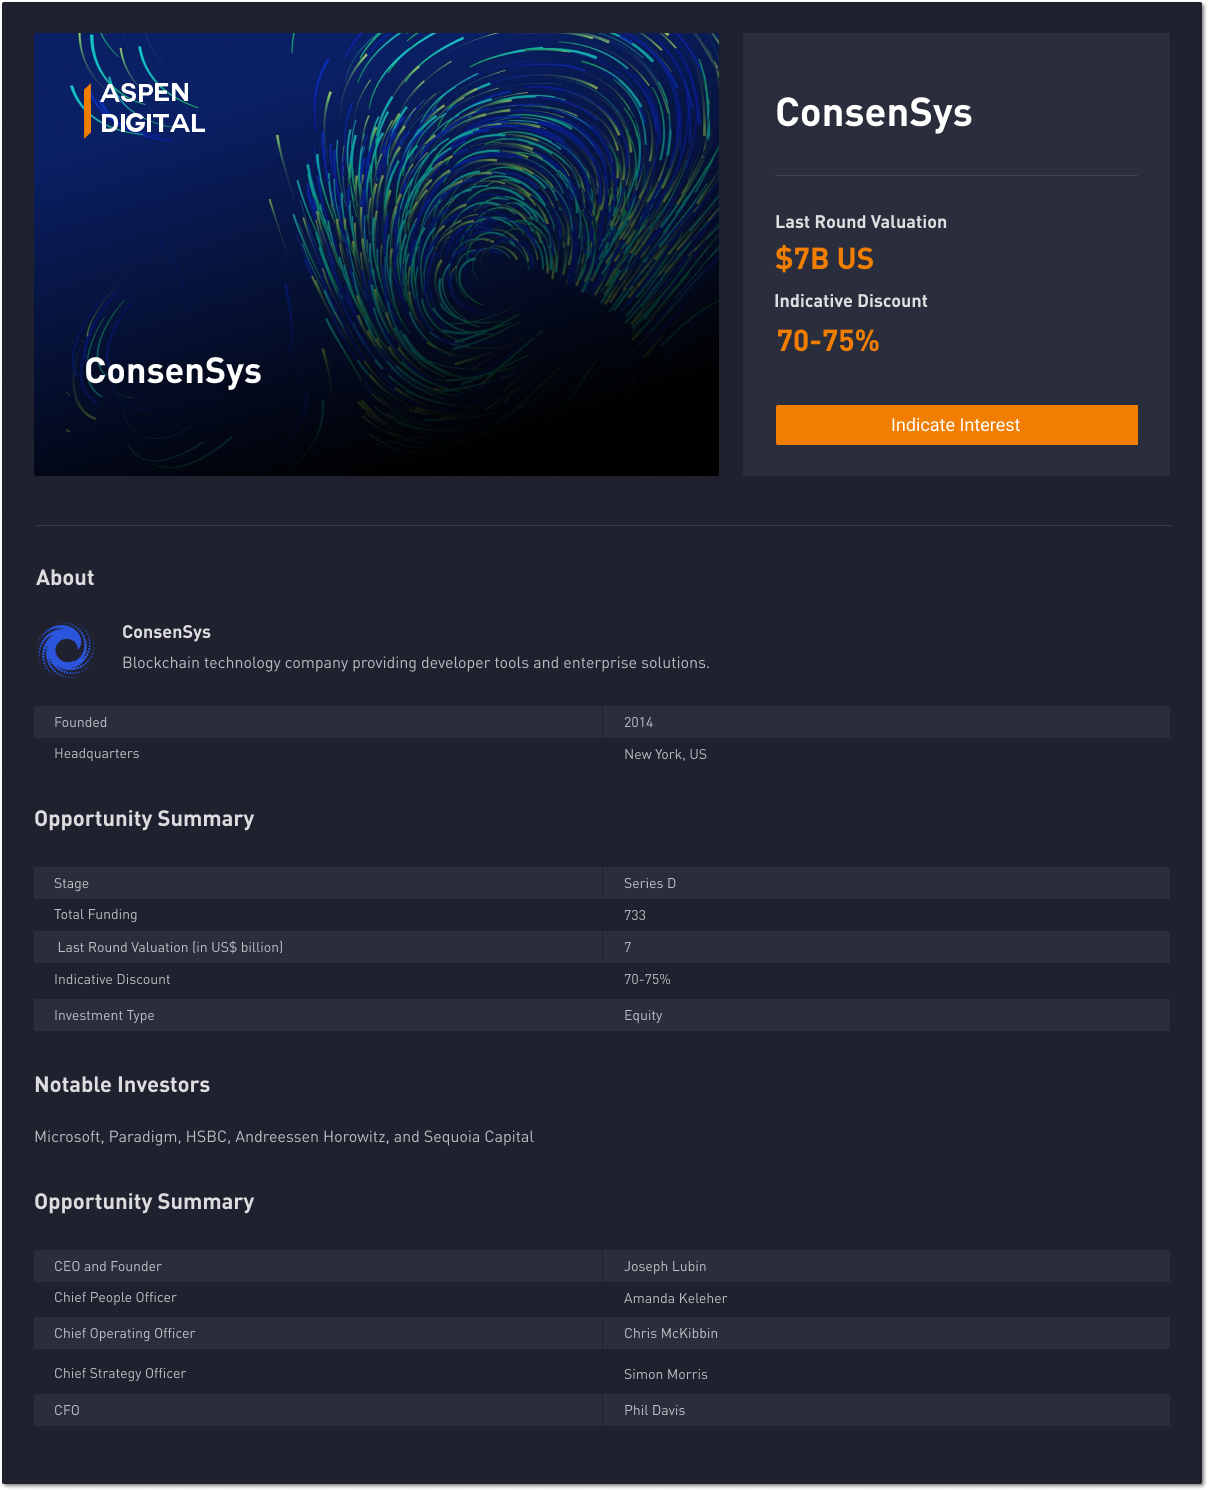 ASPEN
DIGITAL
ConsenSys
ConsenSys
Last Round Valuation
$7B US
Indicative Discount
70-75%
Indicate Interest
About
ConsenSys
Blockchain technology company providing developer tools and enterprise solutions.
Founded 2014
Headquarters New York, US
Opportunity Summary
Stage Series D
Total Funding 733
Last Round Valuation (in US$ billion) 7
Indicative Discount 70-75%
Investment Type Equity
Notable Investors
Microsoft, Paradigm, HSBC, Andreessen Horowitz, and Sequoia Capital
Opportunity Summary
CEO and Founder Joseph Lubin
Chief People Officer Amanda Keleher
Chief Operating Officer Chris McKibbin
Chief Strategy Officer Simon Morris
CFO Phil Davis